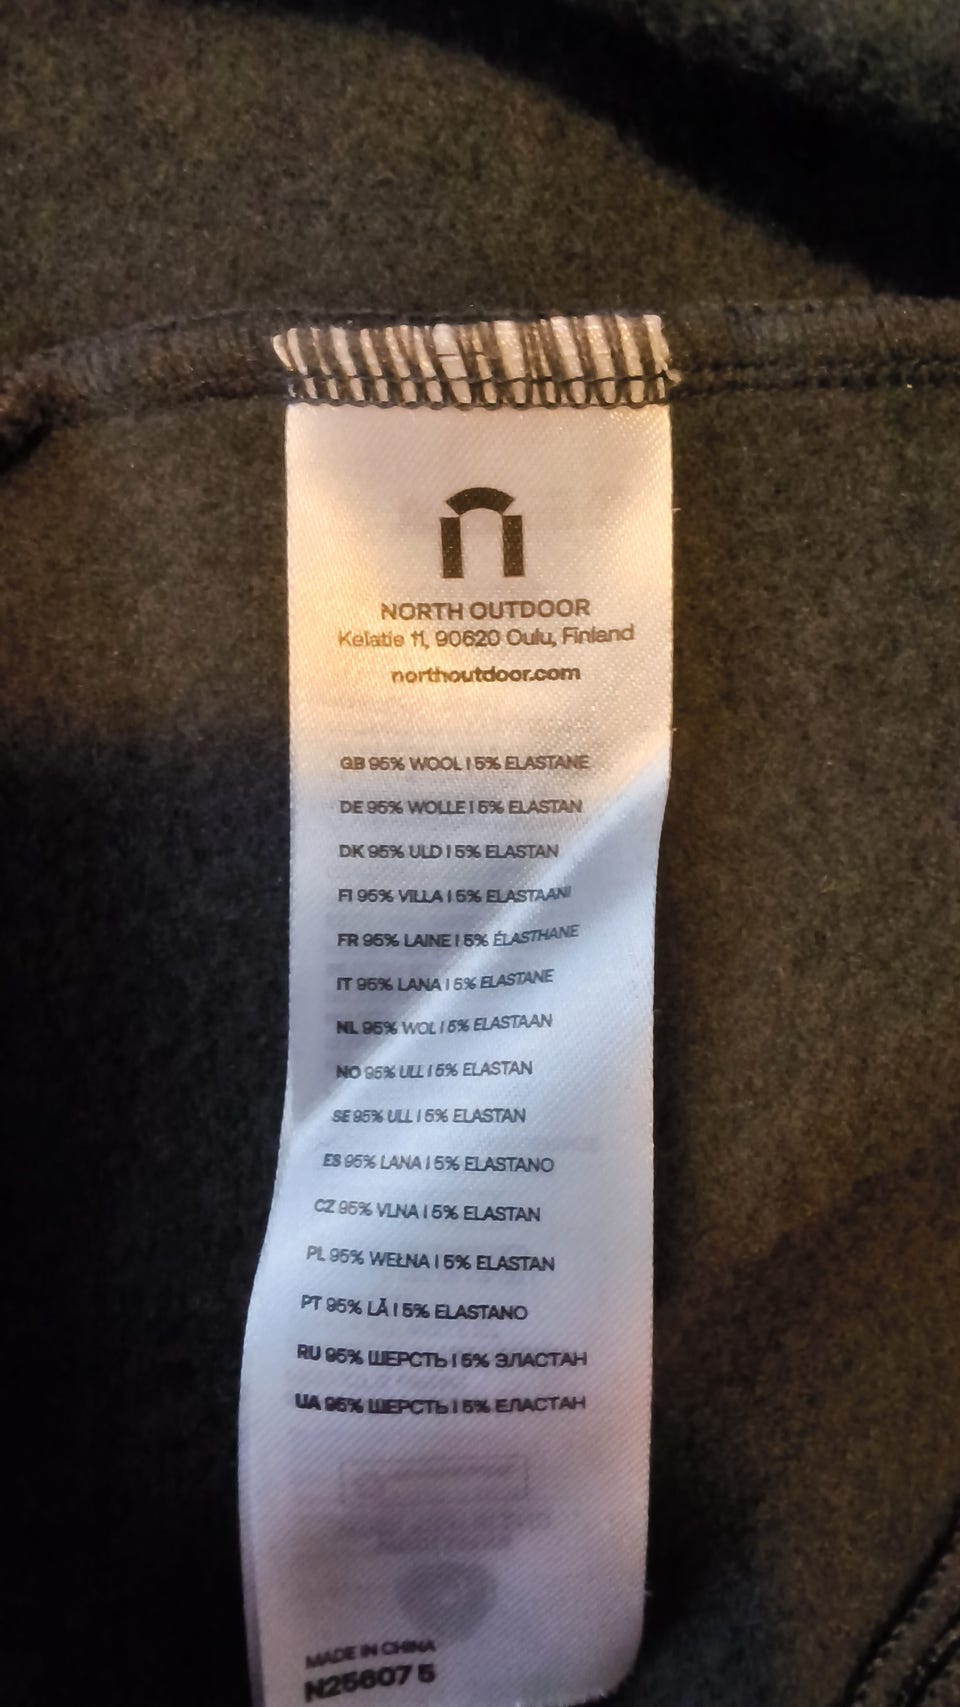 NORTH OUTDOOR
Kelatie 11, 90620 Oulu, Finland
northoutdoor.com
GB 95% WOOL | 5% ELASTANE
DE 95% WOLLE | 5% ELASTAN
DK 95% ULD | 5% ELASTAN
FI 95% VILLA | 5% ELASTAANI
FR 95% LAINE | 5% ÉLASTHANE
IT 95% LANA | 5% ELASTANE
NL 95% WOL | 5% ELASTAAN
NO 95% ULL | 5% ELASTAN
SE 95% ULL | 5% ELASTAN
ES 95% LANA | 5% ELASTANO
CZ 95% VLNA | 5% ELASTAN
PL 95% WEŁNA | 5% ELASTAN
PT 95% LÃ | 5% ELASTANO
RU 95% ШЕРСТЬ | 5% ЭЛАСТАН
UA 95% ШЕРСТЬ | 5% ЕЛАСТАН
MADE IN CHINA
N25607 5